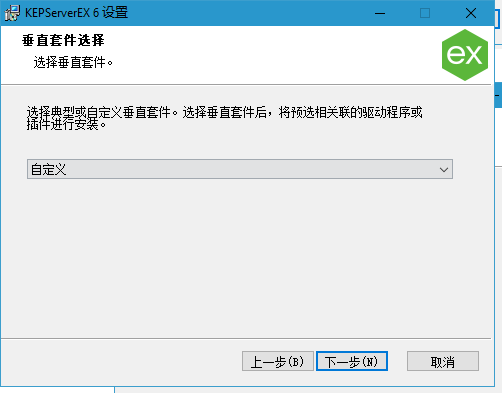 KEPServerEX 6 设置
垂直套件选择
选择垂直套件。
ex
选择典型或自定义垂直套件。选择垂直套件后，将预选相关联的驱动程序或
插件进行安装。
自定义
上一步(B)
下一步(N)
取消